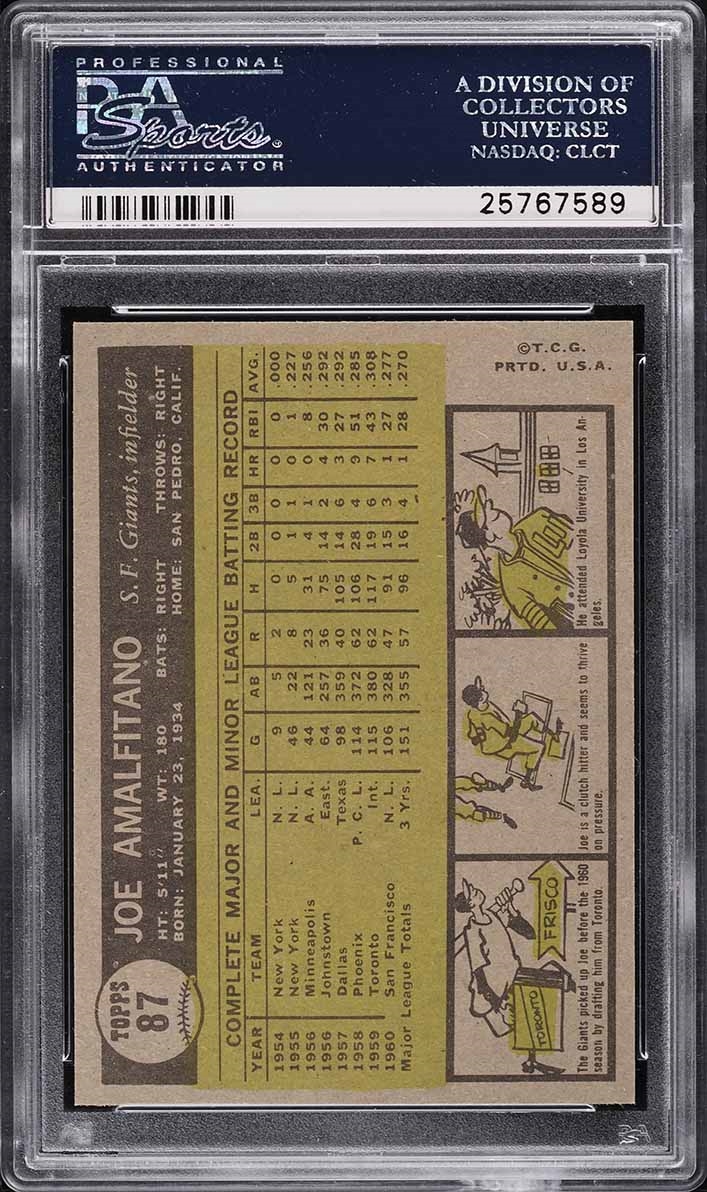 PROFESSIONAL
PSA
Sports®
AUTHENTICATOR
A DIVISION OF
COLLECTORS
UNIVERSE
NASDAQ: CLCT
25767589
TOPPS
87
JOE AMALFITANO S. F. Giants, infielder
HT: 5'11" WT: 180 BATS: RIGHT THROWS: RIGHT
BORN: JANUARY 23, 1934 HOME: SAN PEDRO, CALIF.
COMPLETE MAJOR AND MINOR LEAGUE BATTING RECORD
YEAR TEAM LEA. G AB R H 2B 3B HR RBI AVG.
1954 New York N. L. 9 5 2 0 0 0 0 0 .000
1955 New York N. L. 46 22 8 5 1 1 0 1 .227
1956 Minneapolis A. A. 44 121 23 31 4 1 0 8 .256
1956 Johnstown East. 64 257 36 75 14 2 4 30 .292
1957 Dallas Texas 98 359 40 105 14 6 3 27 .292
1958 Phoenix P. C. L. 114 372 62 106 28 4 9 51 .285
1959 Toronto Int. 115 380 62 117 19 6 7 43 .308
1960 San Francisco N. L. 106 328 47 91 15 3 1 27 .277
Major League Totals 3 Yrs. 151 355 57 96 16 4 1 28 .270
TORONTO
FRISCO
The Giants picked up Joe before the 1960
season by drafting him from Toronto.
Joe is a clutch hitter and seems to thrive
on pressure.
He attended Loyola University in Los An-
geles.
©T.C.G.
PRTD. U.S.A.